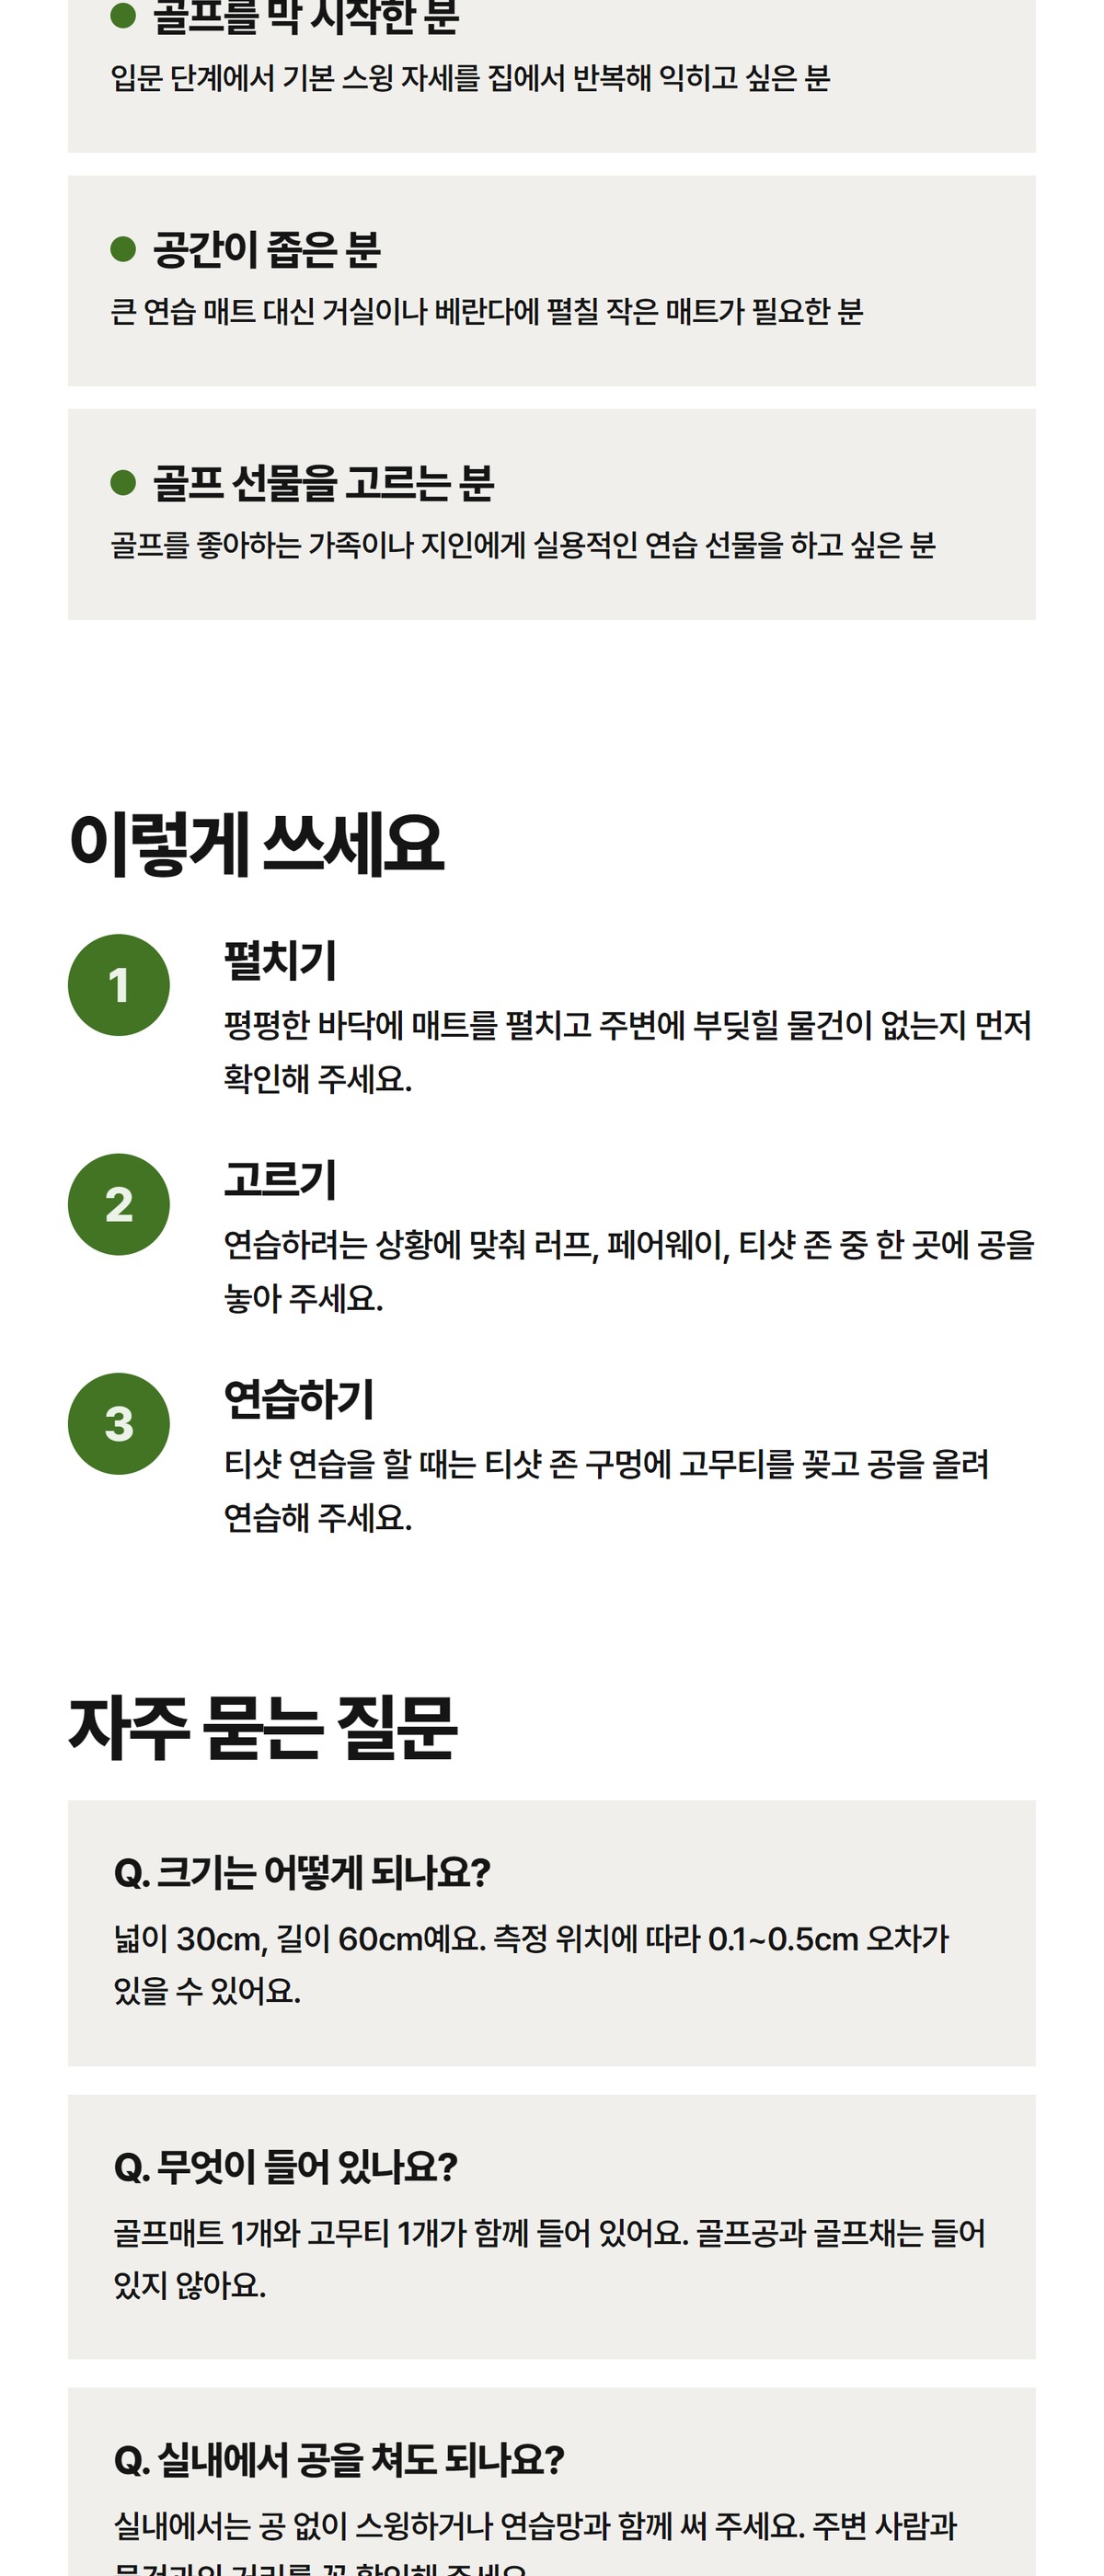 골프를 막 시작한 분
입문 단계에서 기본 스윙 자세를 집에서 반복해 익히고 싶은 분
공간이 좁은 분
큰 연습 매트 대신 거실이나 베란다에 펼칠 작은 매트가 필요한 분
골프 선물을 고르는 분
골프를 좋아하는 가족이나 지인에게 실용적인 연습 선물을 하고 싶은 분
이렇게 쓰세요
1
펼치기
평평한 바닥에 매트를 펼치고 주변에 부딪힐 물건이 없는지 먼저
확인해 주세요.
2
고르기
연습하려는 상황에 맞춰 러프, 페어웨이, 티샷 존 중 한 곳에 공을
놓아 주세요.
3
연습하기
티샷 연습을 할 때는 티샷 존 구멍에 고무티를 꽂고 공을 올려
연습해 주세요.
자주 묻는 질문
Q. 크기는 어떻게 되나요?
넓이 30cm, 길이 60cm예요. 측정 위치에 따라 0.1~0.5cm 오차가
있을 수 있어요.
Q. 무엇이 들어 있나요?
골프매트 1개와 고무티 1개가 함께 들어 있어요. 골프공과 골프채는 들어
있지 않아요.
Q. 실내에서 공을 쳐도 되나요?
실내에서는 공 없이 스윙하거나 연습망과 함께 써 주세요. 주변 사람과
물건과의 거리를 꼭 확인해 주세요.